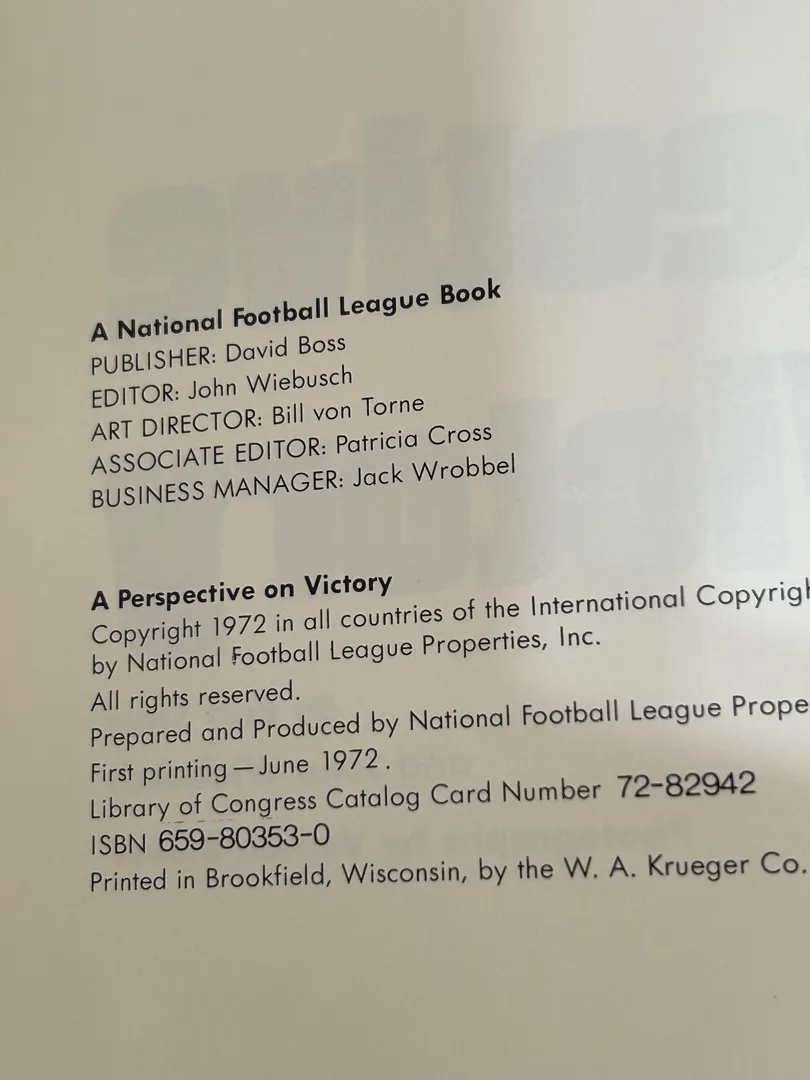 A National Football League Book
PUBLISHER: David Boss
EDITOR: John Wiebusch
ART DIRECTOR: Bill von Torne
ASSOCIATE EDITOR: Patricia Cross
BUSINESS MANAGER: Jack Wrobbel
A Perspective on Victory
Copyright 1972 in all countries of the International Copyrigh
by National Football League Properties, Inc.
All rights reserved.
Prepared and Produced by National Football League Prope
First printing—June 1972.
Library of Congress Catalog Card Number 72-82942
ISBN 659-80353-0
Printed in Brookfield, Wisconsin, by the W. A. Krueger Co.